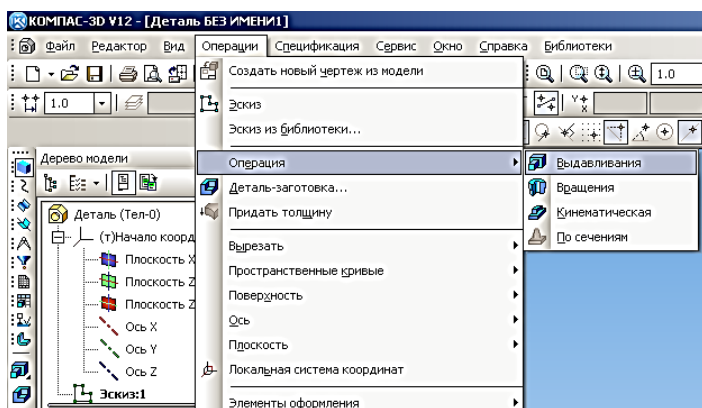 КОМПАС-3D V12 - [Деталь БЕЗ ИМЕНИ1]
Файл Редактор Вид Операции Спецификация Сервис Окно Справка Библиотеки
1.0
1.0
Дерево модели
Деталь (Тел-0)
(т)Начало коорд
Плоскость X
Плоскость Z
Плоскость Z
Ось X
Ось Y
Ось Z
Эскиз:1
Создать новый чертеж из модели
Эскиз
Эскиз из библиотеки...
Операция
Деталь-заготовка...
Придать толщину
Вырезать
Пространственные кривые
Поверхность
Ось
Плоскость
Локальная система координат
Элементы оформления
Выдавливания
Вращения
Кинематическая
По сечениям